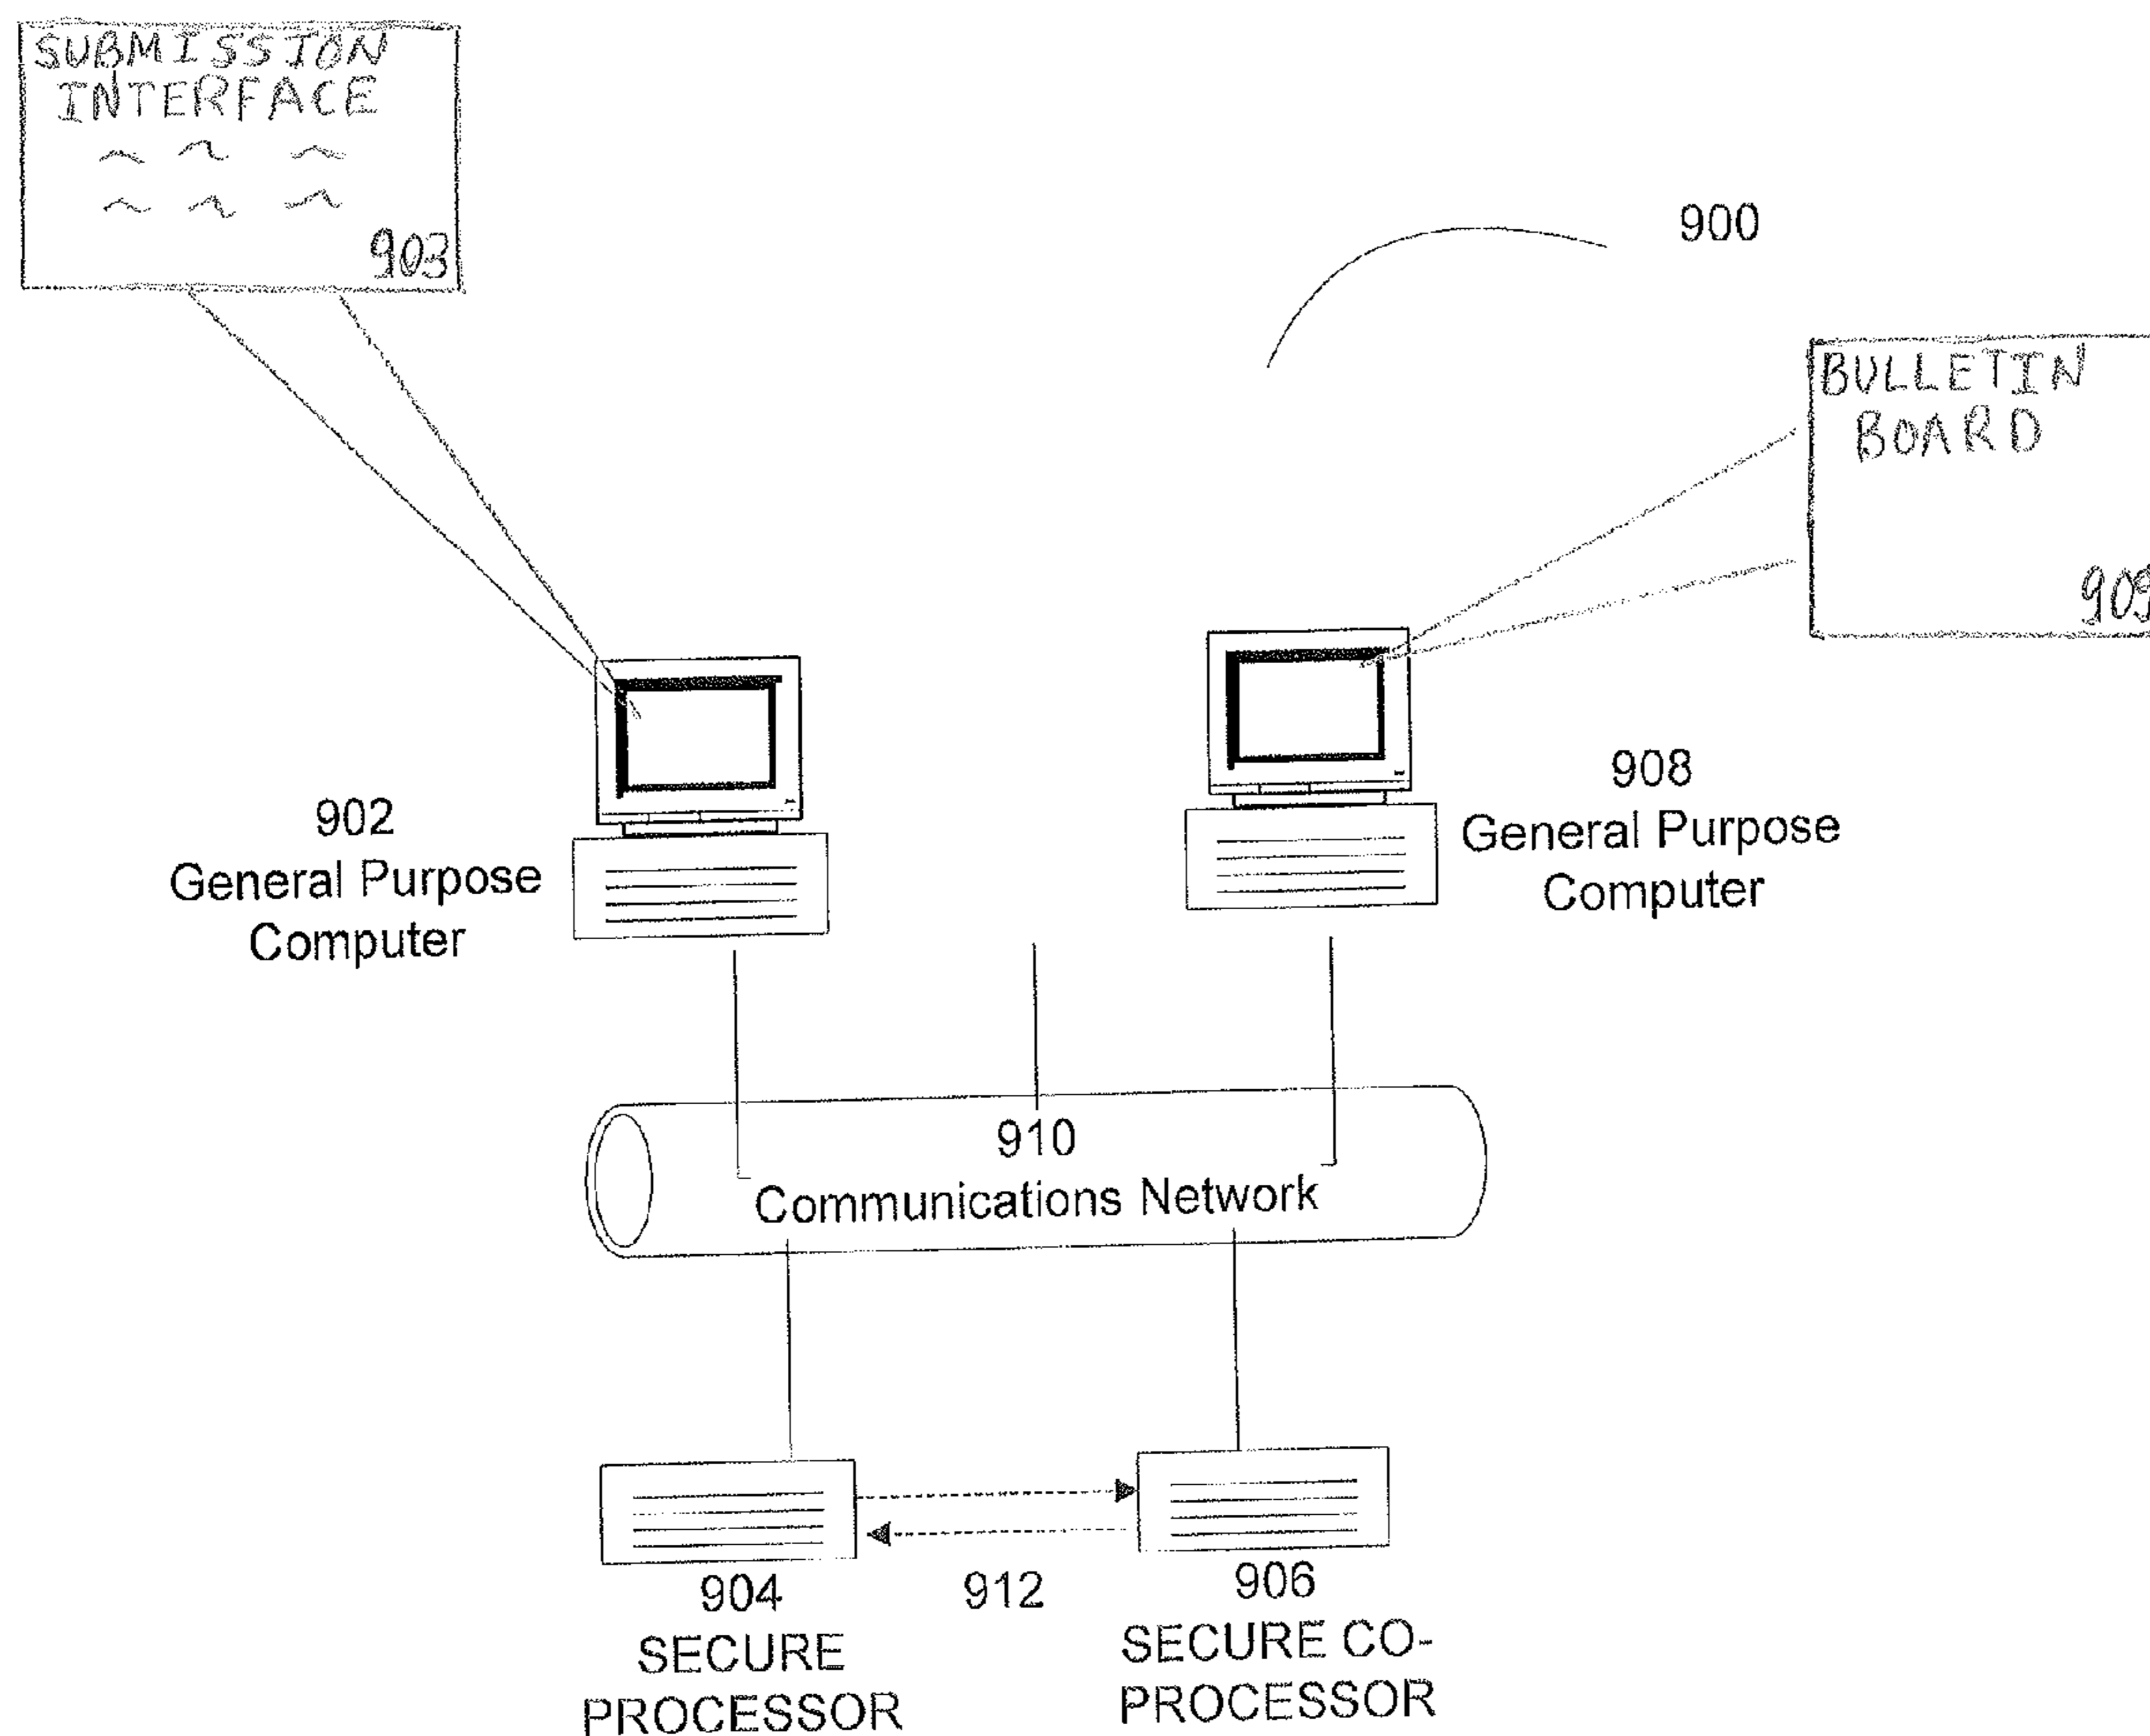 SUBMISSION
INTERFACE
903
900
BULLETIN
BOARD
909
902
General Purpose
Computer
908
General Purpose
Computer
910
Communications Network
904
SECURE
PROCESSOR
912
906
SECURE CO-
PROCESSOR